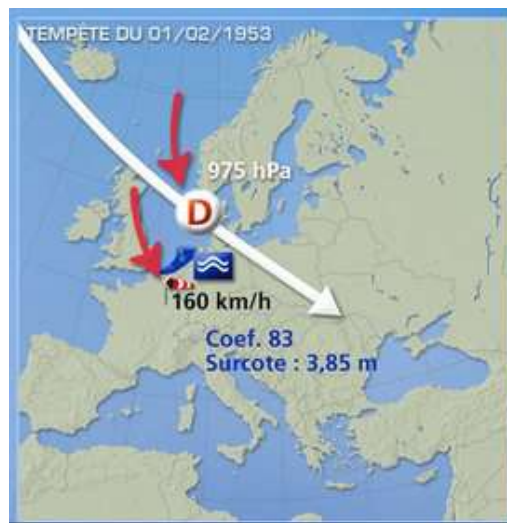 TEMPÊTE DU 01/02/1953
975 hPa
D
160 km/h
Coef. 83
Surcote : 3,85 m